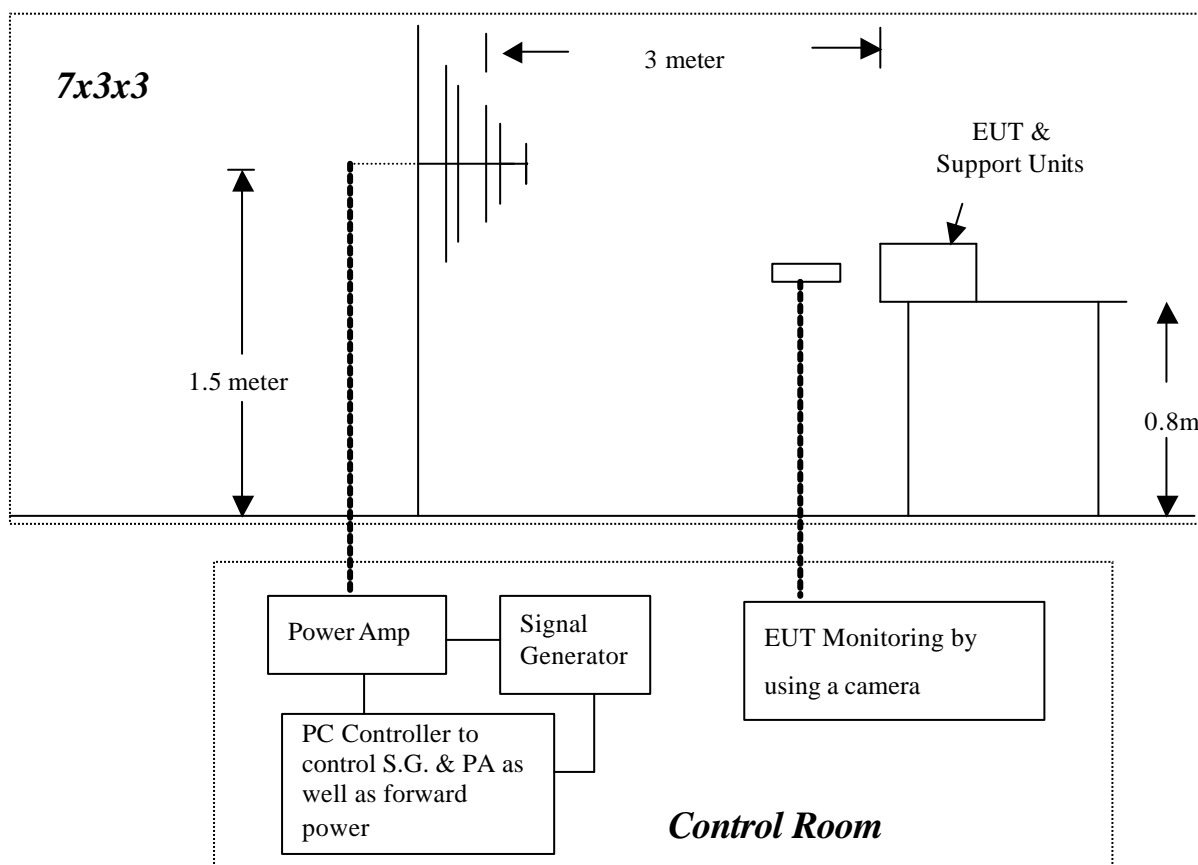 3 meter
7x3x3
EUT &
Support Units
1.5 meter
0.8m
Power Amp
Signal
Generator
EUT Monitoring by
using a camera
PC Controller to
control S.G. & PA as
well as forward
power
Control Room